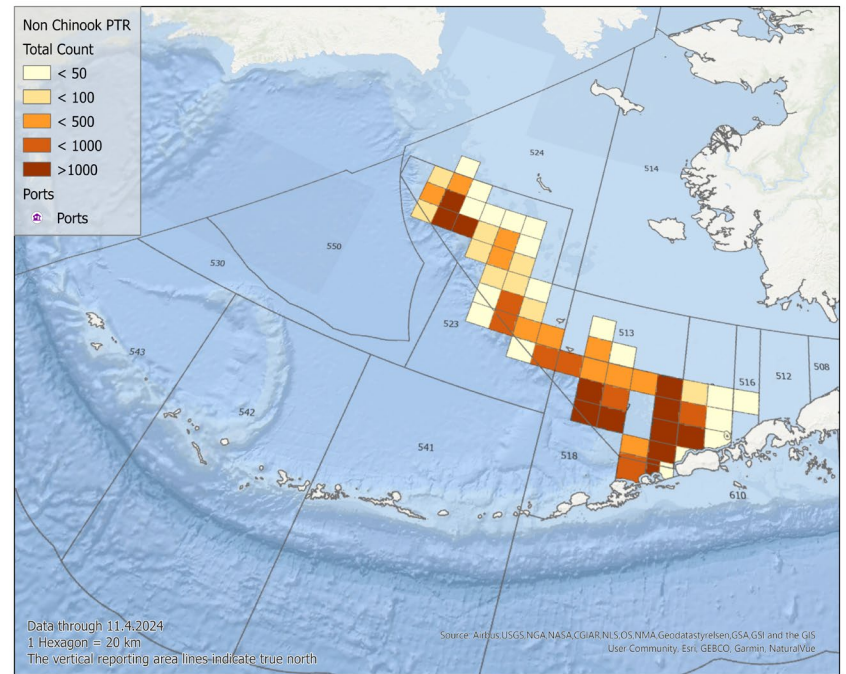 Non Chinook PTR
Total Count
< 50
< 100
< 500
< 1000
>1000
Ports
Ports
524
514
550
530
523
513
543
516
512
508
542
541
518
610
Data through 11.4.2024
1 Hexagon = 20 km
The vertical reporting area lines indicate true north
Source: Airbus,USGS,NGA,NASA,CGIAR,NLS,OS,NMA,Geodatastyrelsen,GSA,GSI and the GIS
User Community, Esri, GEBCO, Garmin, NaturalVue